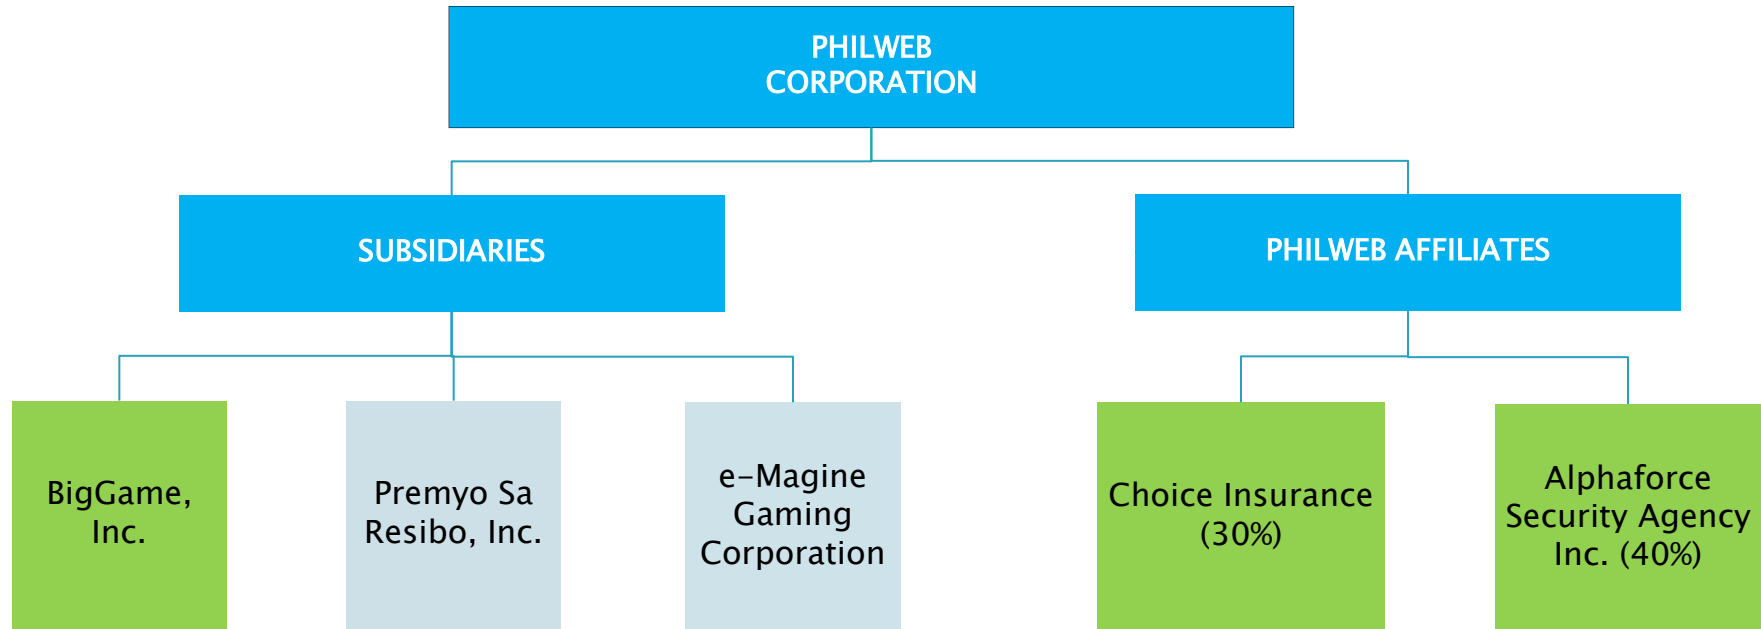 PHILWEB
CORPORATION
SUBSIDIARIES
PHILWEB AFFILIATES
BigGame,
Inc.
Premyo Sa
Resibo, Inc.
e-Magine
Gaming
Corporation
Choice Insurance
(30%)
Alphaforce
Security Agency
Inc. (40%)